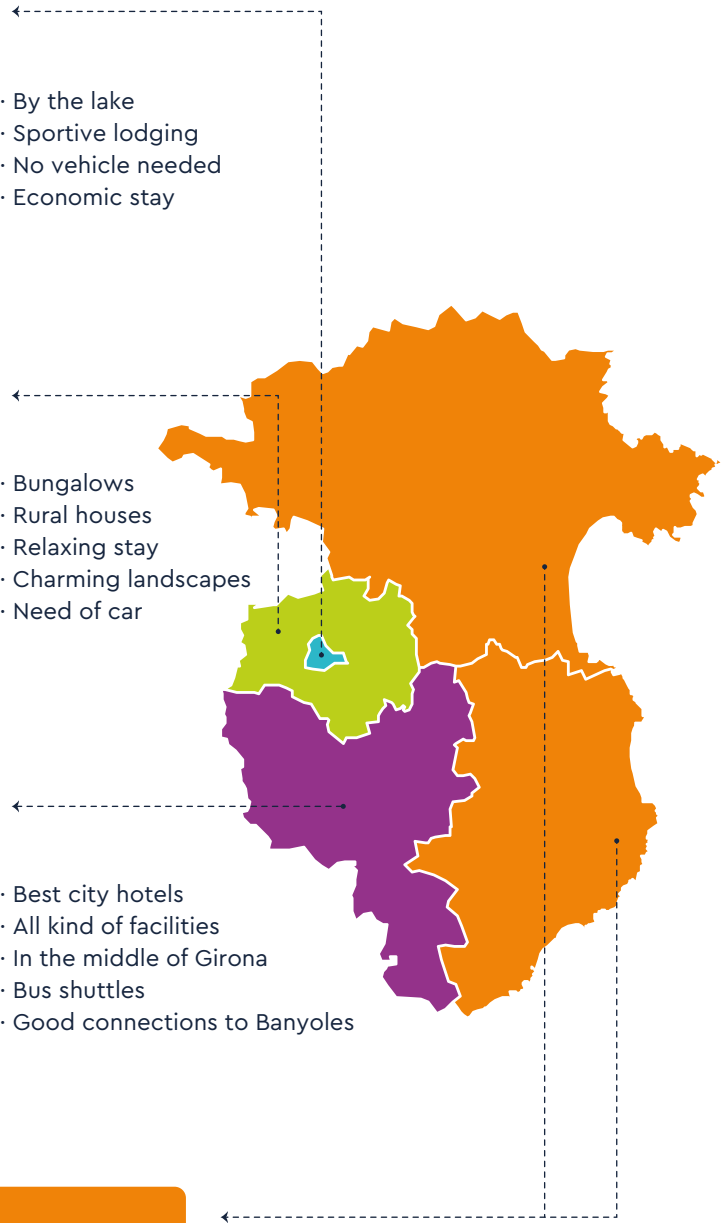 · By the lake
· Sportive lodging
· No vehicle needed
· Economic stay
· Bungalows
· Rural houses
· Relaxing stay
· Charming landscapes
· Need of car
· Best city hotels
· All kind of facilities
· In the middle of Girona
· Bus shuttles
· Good connections to Banyoles